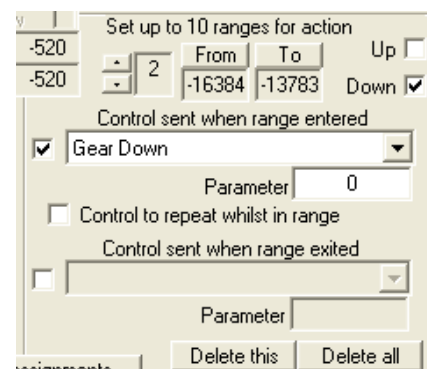 Set up to 10 ranges for action
-520 From To Up
-520 2 -16384 -13783 Down
Control sent when range entered
Gear Down
Parameter 0
Control to repeat whilst in range
Control sent when range exited
Parameter
Delete this Delete all